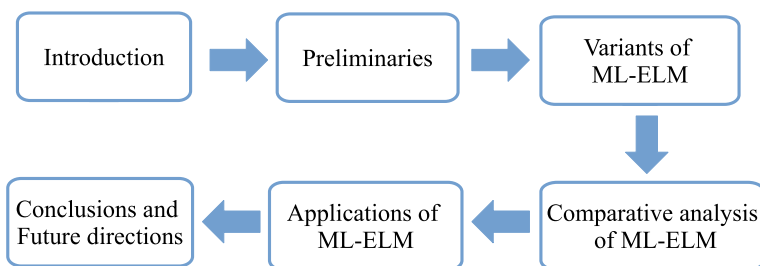 Introduction
Preliminaries
Variants of
ML-ELM
Comparative analysis
of ML-ELM
Applications of
ML-ELM
Conclusions and
Future directions